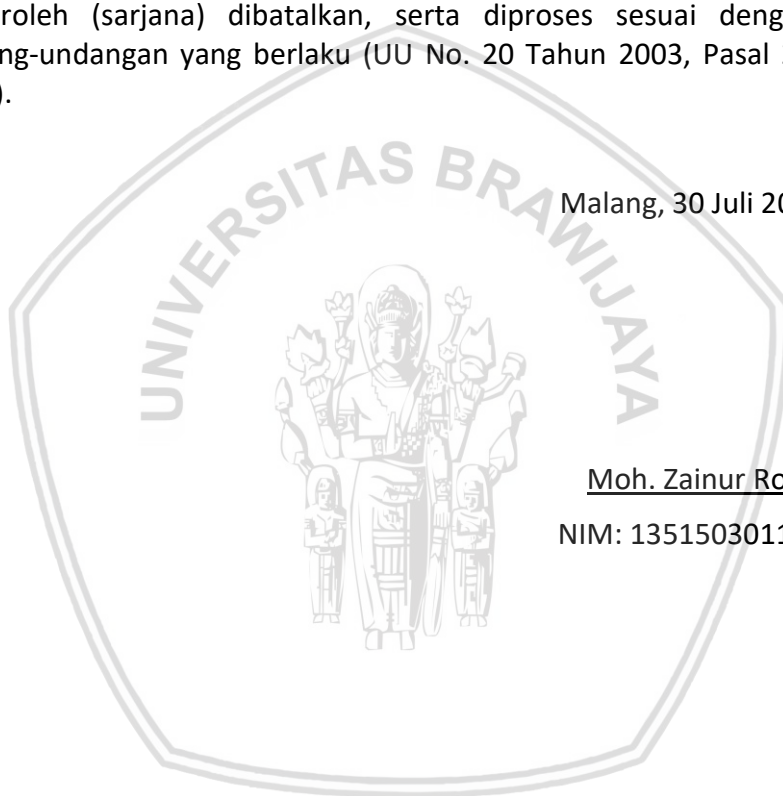 roleh (sarjana) dibatalkan, serta diproses sesuai deng
ng-undangan yang berlaku (UU No. 20 Tahun 2003, Pasal
).
UNIVERSITAS BRAWIJAYA
Malang, 30 Juli 20
Moh. Zainur Ro
NIM: 1351503011